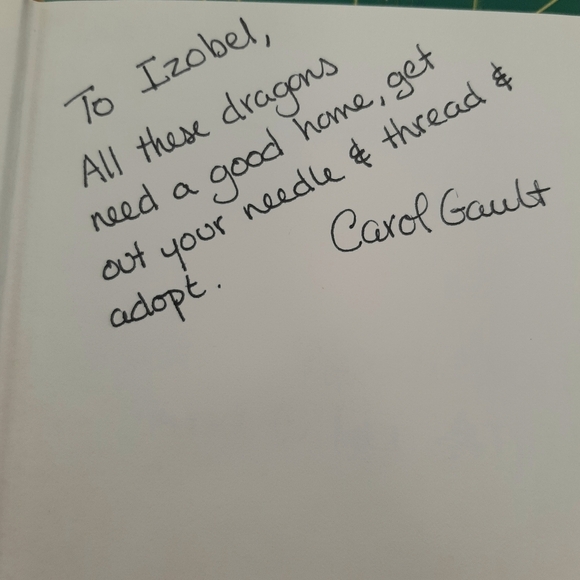 To Izobel,
All these dragons
need a good home, get
out your needle & thread &
adopt.
Carol Gault